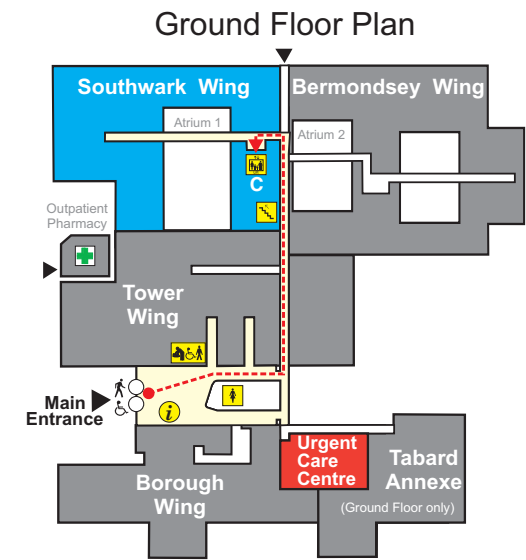 Ground Floor Plan
Southwark Wing
Bermondsey Wing
Atrium 1
Atrium 2
C
Outpatient
Pharmacy
Tower
Wing
Main
Entrance
i
Urgent
Care
Centre
Tabard
Annexe
(Ground Floor only)
Borough
Wing